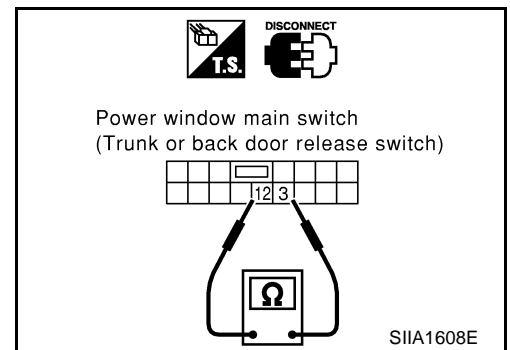 DISCONNECT
T.S.
Power window main switch
(Trunk or back door release switch)
12 3
Ω
SIIA1608E